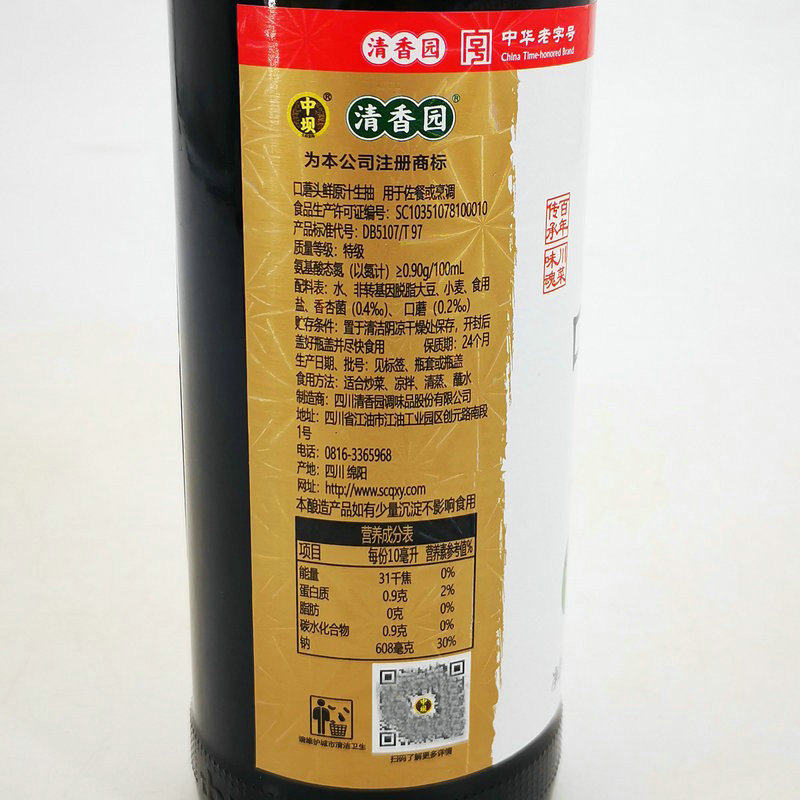 清香园 中华老字号
China Time-honored Brand
中坝® 清香园®
为本公司注册商标
口蘑头鲜原汁生抽 用于佐餐或烹调
食品生产许可证编号：SC10351078100010
产品标准代号：DB5107/T 97
质量等级：特级
氨基酸态氮（以氮计）≥0.90g/100mL
配料表：水、非转基因脱脂大豆、小麦、食用
盐、香杏菌（0.4‰）、口蘑（0.2‰）
贮存条件：置于清洁阴凉干燥处保存，开封后
盖好瓶盖并尽快食用 保质期：24个月
生产日期、批号：见标签、瓶套或瓶盖
食用方法：适合炒菜、凉拌、清蒸、蘸水
制造商：四川清香园调味品股份有限公司
地址：四川省江油市江油工业园区创元路南段
1号
电话：0816-3365968
产地：四川 绵阳
网址：http://www.scqxy.com
本酿造产品如有少量沉淀不影响食用
营养成分表
项目 每份10毫升 营养素参考值%
能量 31千焦 0%
蛋白质 0.9克 2%
脂肪 0克 0%
碳水化合物 0.9克 0%
钠 608毫克 30%
中坝
请维护城市清洁卫生
扫码了解更多详情
百年
传承
川菜
味魂